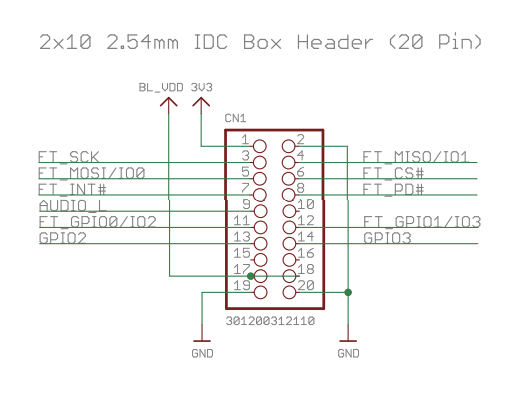 2x10 2.54mm IDC Box Header (20 Pin)
BL_VDD 3V3
CN1
1 2
FT_SCK 3 4 FT_MISO/IO1
FT_MOSI/IO0 5 6 FT_CS#
FT_INT# 7 8 FT_PD#
AUDIO_L 9 10
FT_GPIO0/IO2 11 12 FT_GPIO1/IO3
GPIO2 13 14 GPIO3
15 16
17 18
19 20
301200312110
GND GND